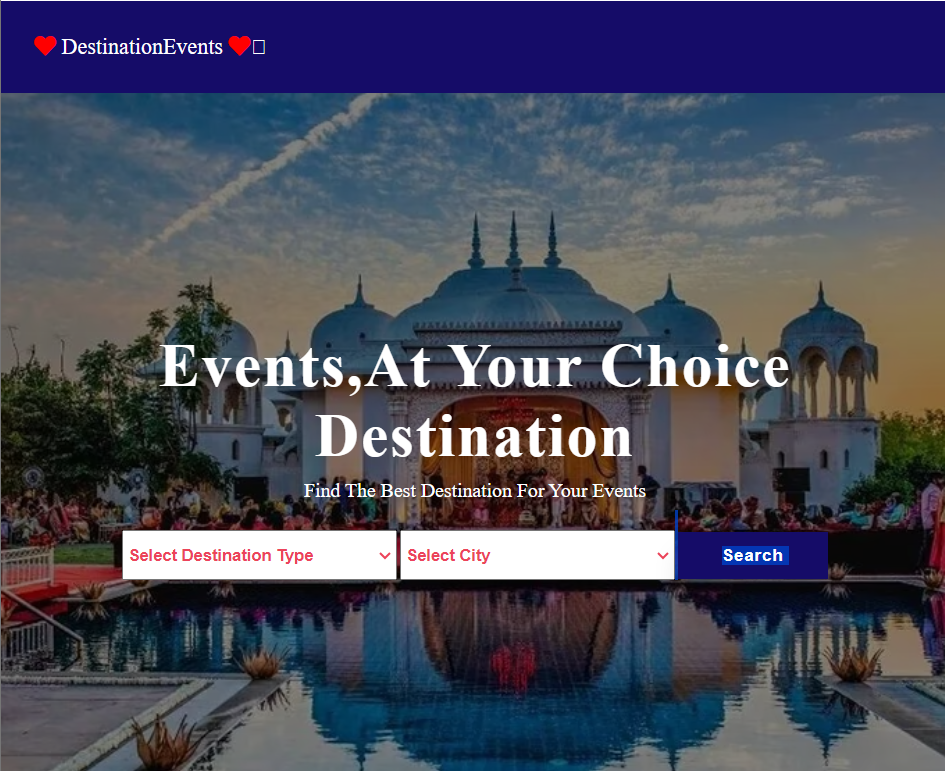 DestinationEvents
Events,At Your Choice
Destination
Find The Best Destination For Your Events
Select Destination Type
Select City
Search